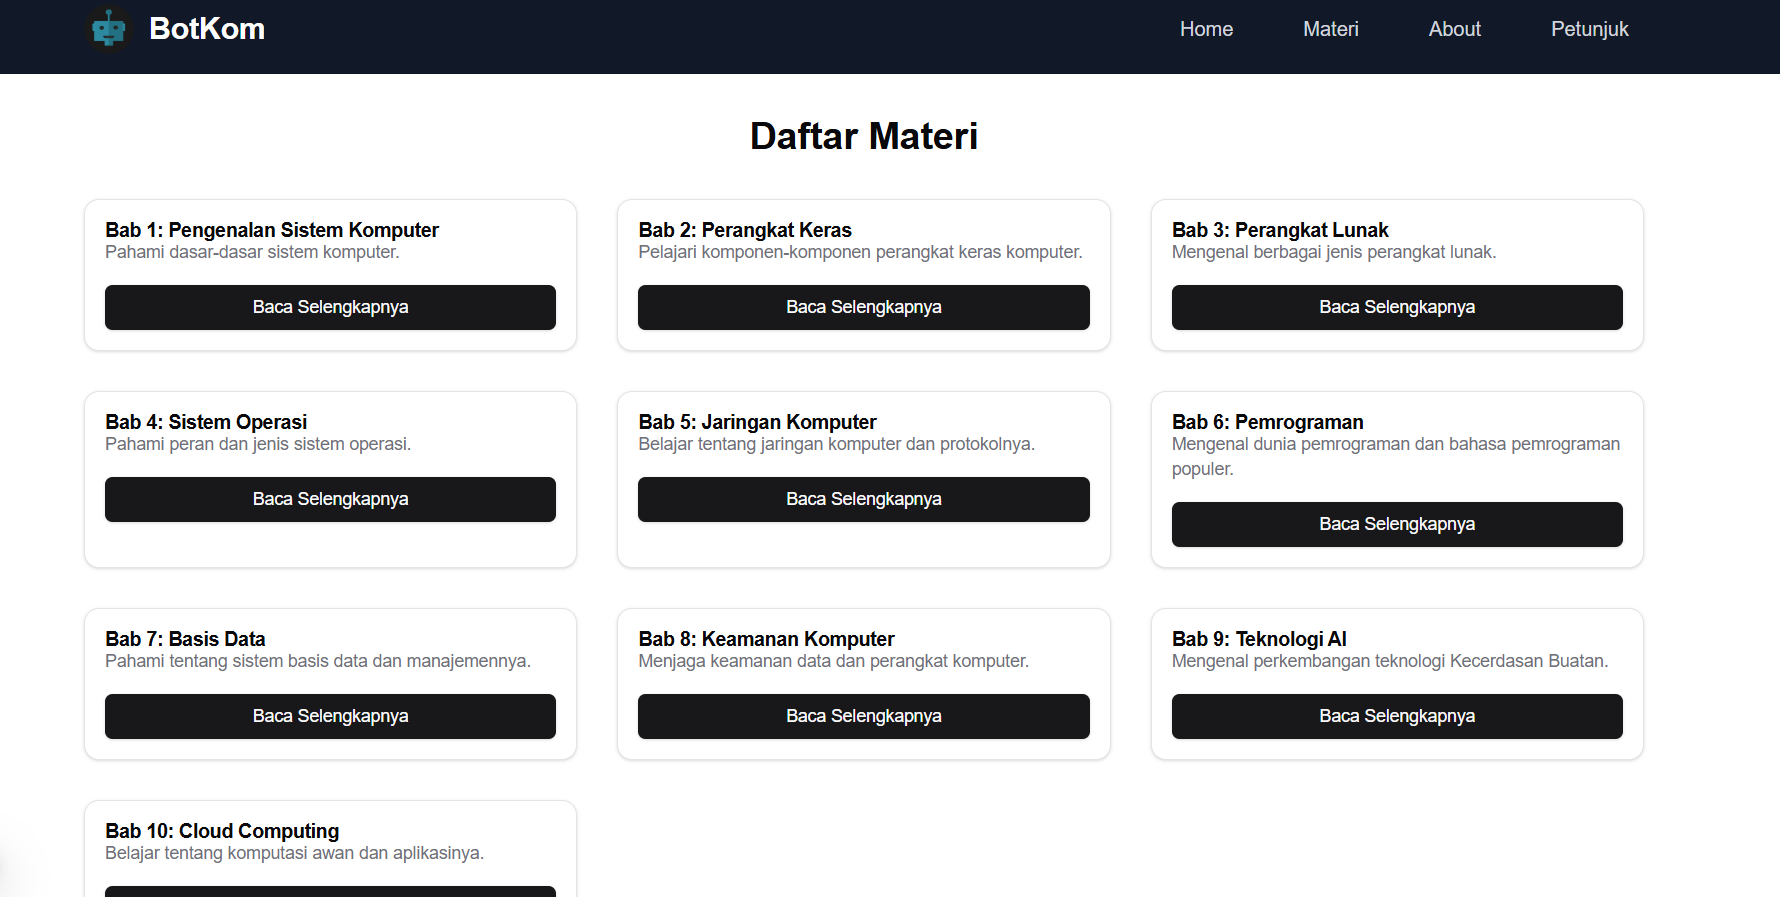 BotKom
Home
Materi
About
Petunjuk
Daftar Materi
Bab 1: Pengenalan Sistem Komputer
Pahami dasar-dasar sistem komputer.
Baca Selengkapnya
Bab 2: Perangkat Keras
Pelajari komponen-komponen perangkat keras komputer.
Baca Selengkapnya
Bab 3: Perangkat Lunak
Mengenal berbagai jenis perangkat lunak.
Baca Selengkapnya
Bab 4: Sistem Operasi
Pahami peran dan jenis sistem operasi.
Baca Selengkapnya
Bab 5: Jaringan Komputer
Belajar tentang jaringan komputer dan protokolnya.
Baca Selengkapnya
Bab 6: Pemrograman
Mengenal dunia pemrograman dan bahasa pemrograman
populer.
Baca Selengkapnya
Bab 7: Basis Data
Pahami tentang sistem basis data dan manajemennya.
Baca Selengkapnya
Bab 8: Keamanan Komputer
Menjaga keamanan data dan perangkat komputer.
Baca Selengkapnya
Bab 9: Teknologi AI
Mengenal perkembangan teknologi Kecerdasan Buatan.
Baca Selengkapnya
Bab 10: Cloud Computing
Belajar tentang komputasi awan dan aplikasinya.